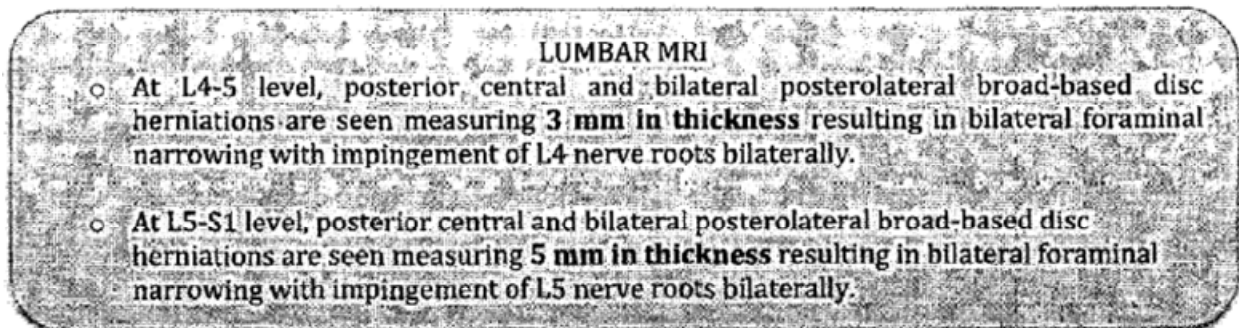 LUMBAR MRI
o At L4-5 level, posterior central and bilateral posterolateral broad-based disc
herniations are seen measuring 3 mm in thickness resulting in bilateral foraminal
narrowing with impingement of L4 nerve roots bilaterally.
o At L5-S1 level, posterior central and bilateral posterolateral broad-based disc
herniations are seen measuring 5 mm in thickness resulting in bilateral foraminal
narrowing with impingement of L5 nerve roots bilaterally.